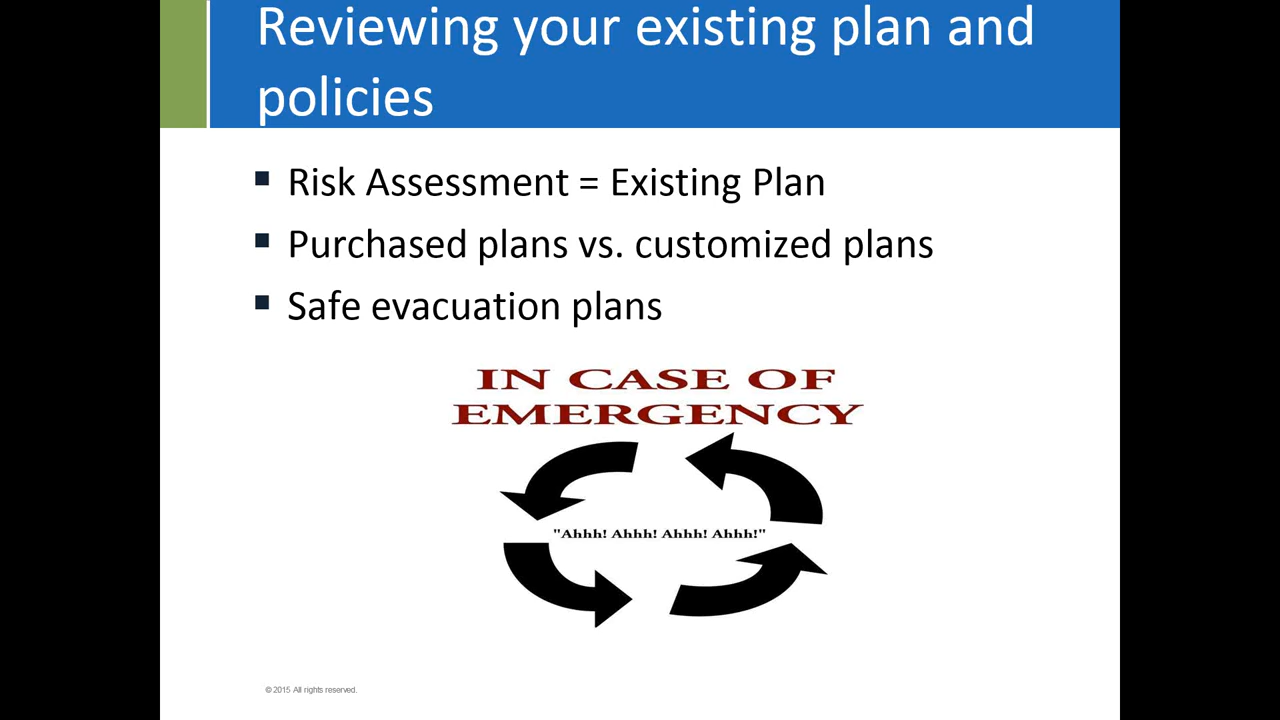 Reviewing your existing plan and
policies
Risk Assessment = Existing Plan
Purchased plans vs. customized plans
Safe evacuation plans
IN CASE OF
EMERGENCY
"Ahhh! Ahhh! Ahhh! Ahhh!"
© 2015 All rights reserved.